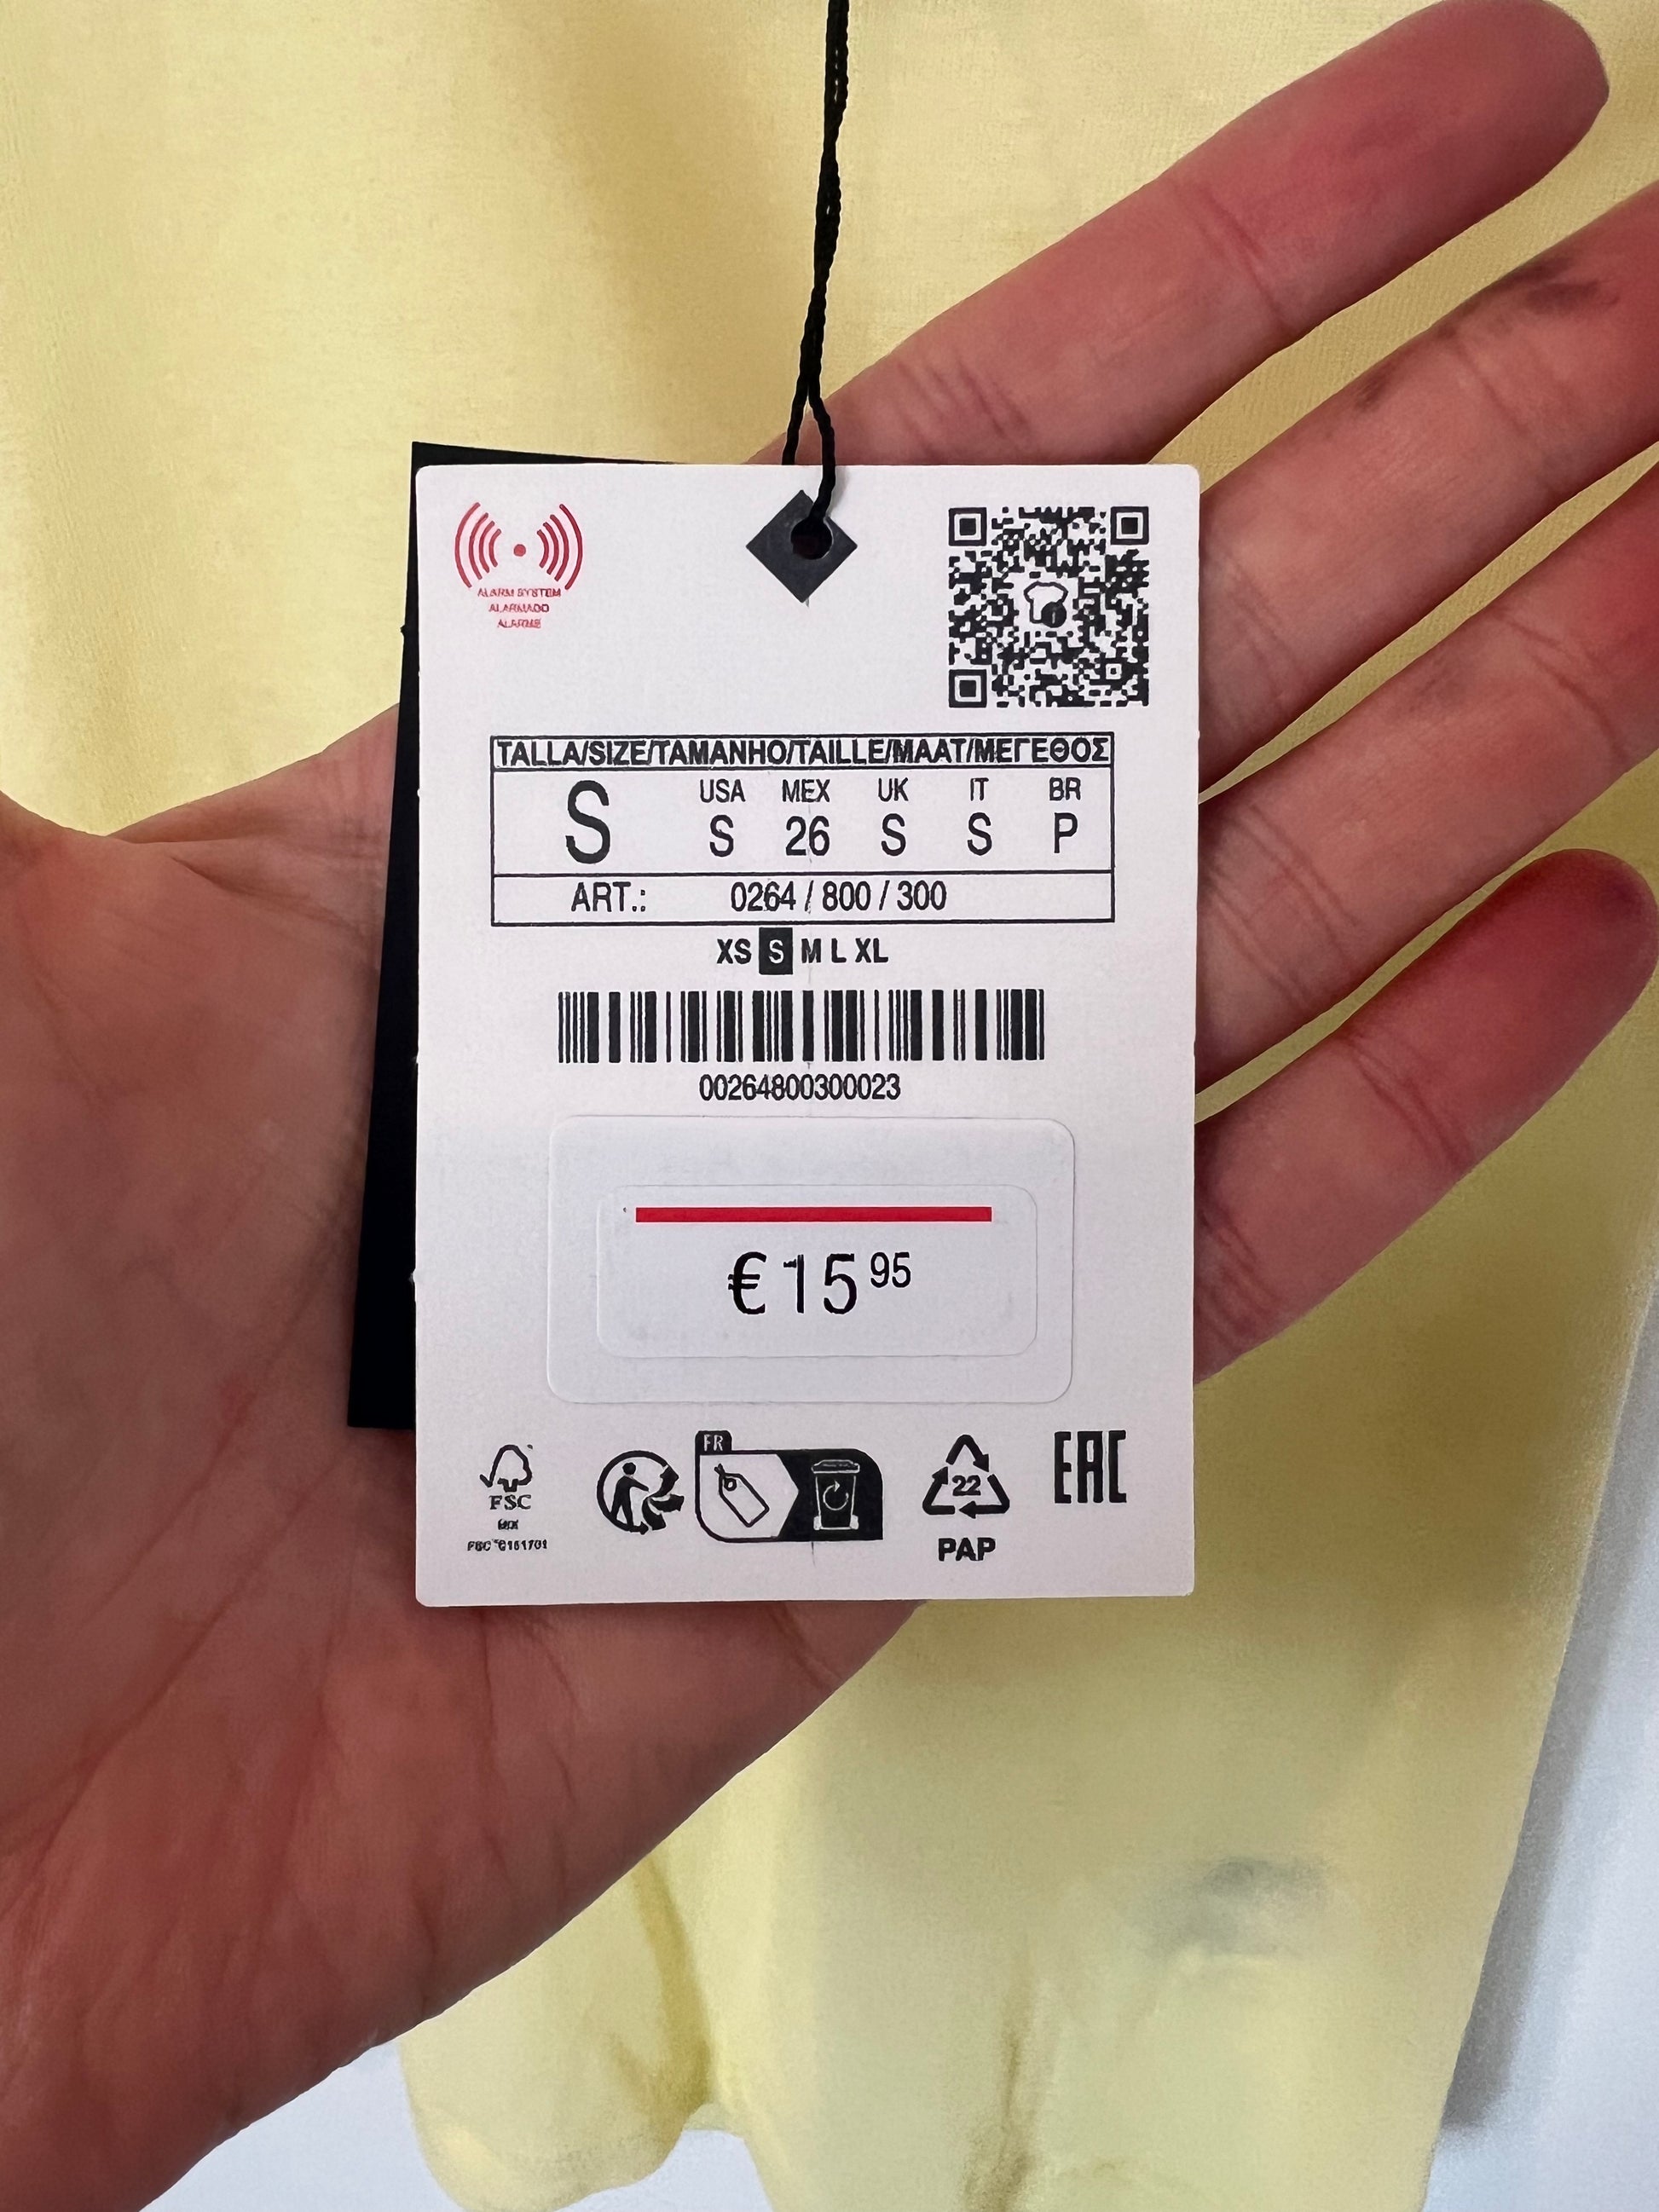 ALARM SYSTEM
ALARMADO
ALARME
TALLA/SIZE/TAMANHO/TAILLE/MAAT/ΜΕΓΕΘΟΣ
USA MEX UK IT BR
S S 26 S S P
ART.: 0264 / 800 / 300
XS S M L XL
00264800300023
€15 95
FR
FSC
22
EAC
PAP